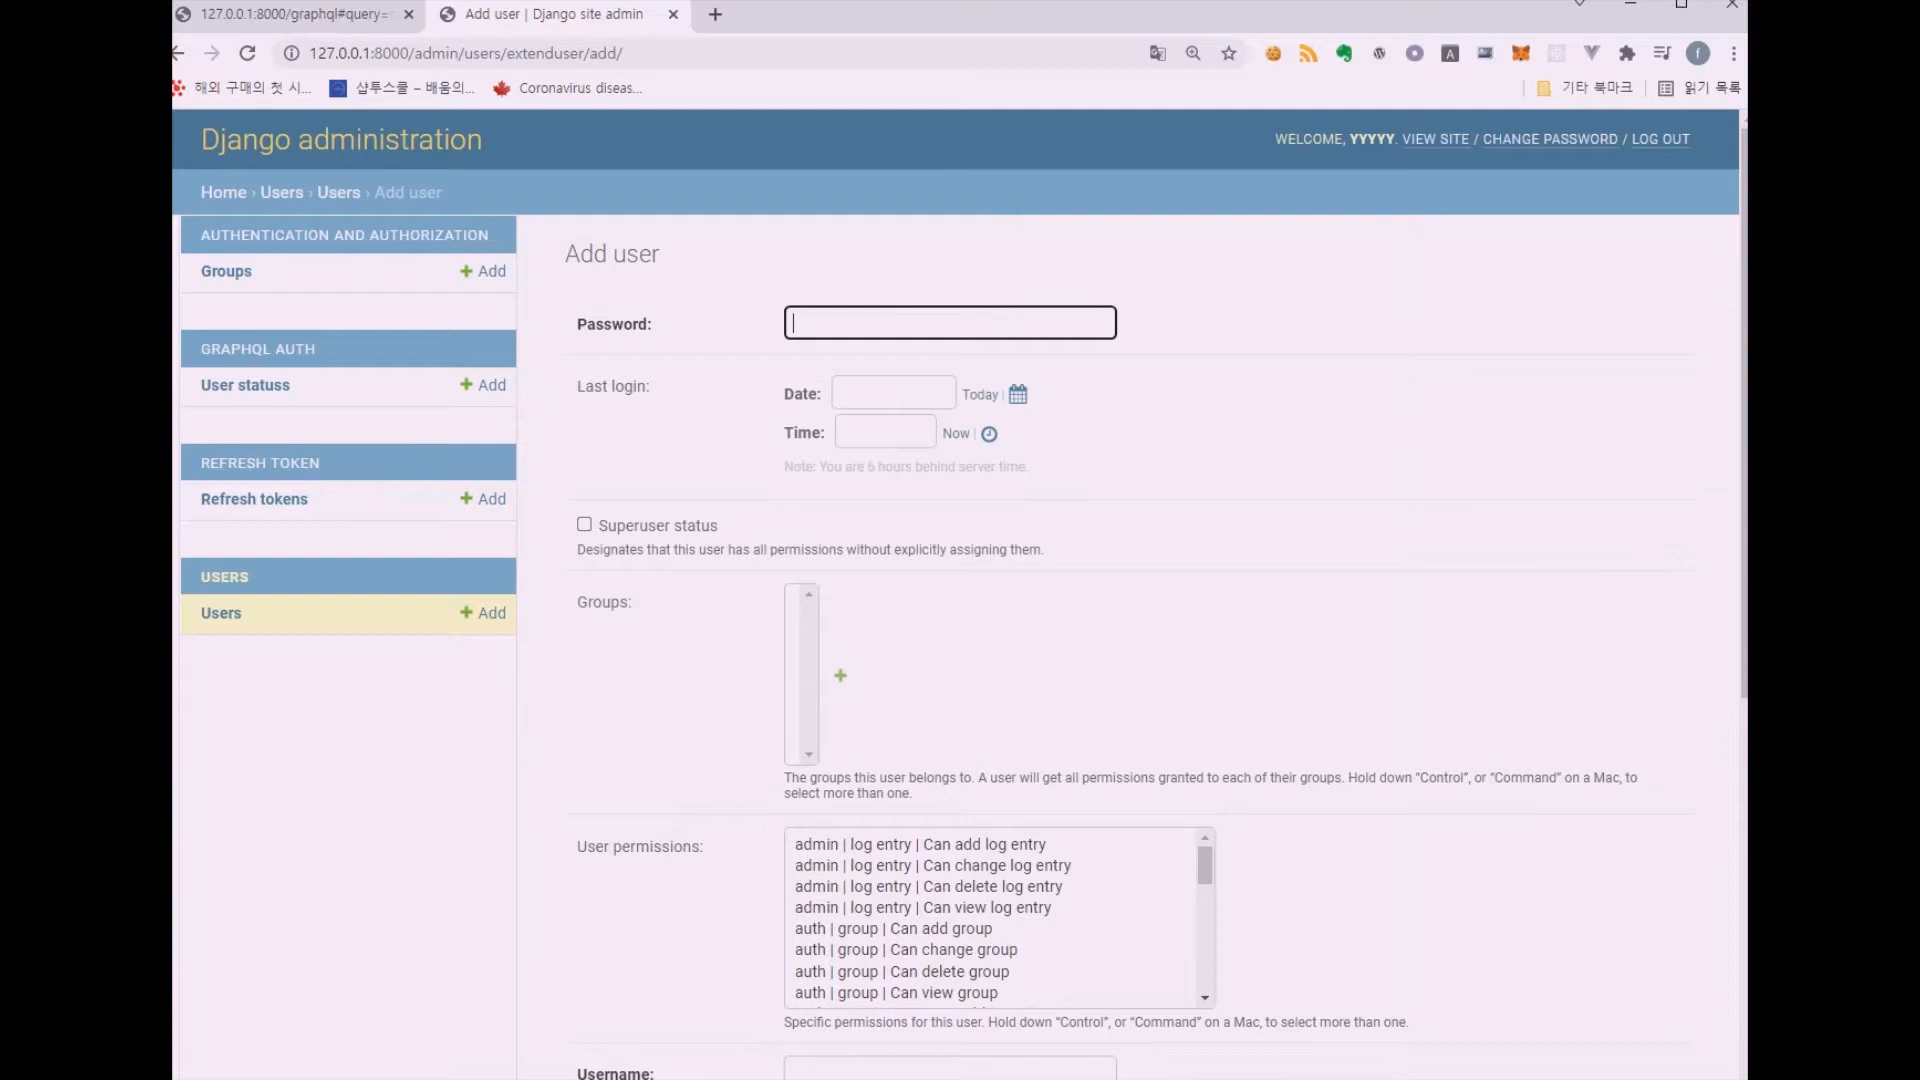 127.0.0.1:8000/graphql#query=
Add user | Django site admin
127.0.0.1:8000/admin/users/extenduser/add/
해외 구매의 첫 시...
샵투스쿨 – 배움의...
Coronavirus diseas...
기타 북마크
읽기 목록
Django administration
WELCOME, YYYYY. VIEW SITE / CHANGE PASSWORD / LOG OUT
Home › Users › Users › Add user
AUTHENTICATION AND AUTHORIZATION
Groups
Add
GRAPHQL AUTH
User statuss
Add
REFRESH TOKEN
Refresh tokens
Add
USERS
Users
Add
Add user
Password:
Last login:
Date:
Today |
Time:
Now |
Note: You are 6 hours behind server time.
Superuser status
Designates that this user has all permissions without explicitly assigning them.
Groups:
The groups this user belongs to. A user will get all permissions granted to each of their groups. Hold down “Control”, or “Command” on a Mac, to
select more than one.
User permissions:
admin | log entry | Can add log entry
admin | log entry | Can change log entry
admin | log entry | Can delete log entry
admin | log entry | Can view log entry
auth | group | Can add group
auth | group | Can change group
auth | group | Can delete group
auth | group | Can view group
Specific permissions for this user. Hold down “Control”, or “Command” on a Mac, to select more than one.
Username: